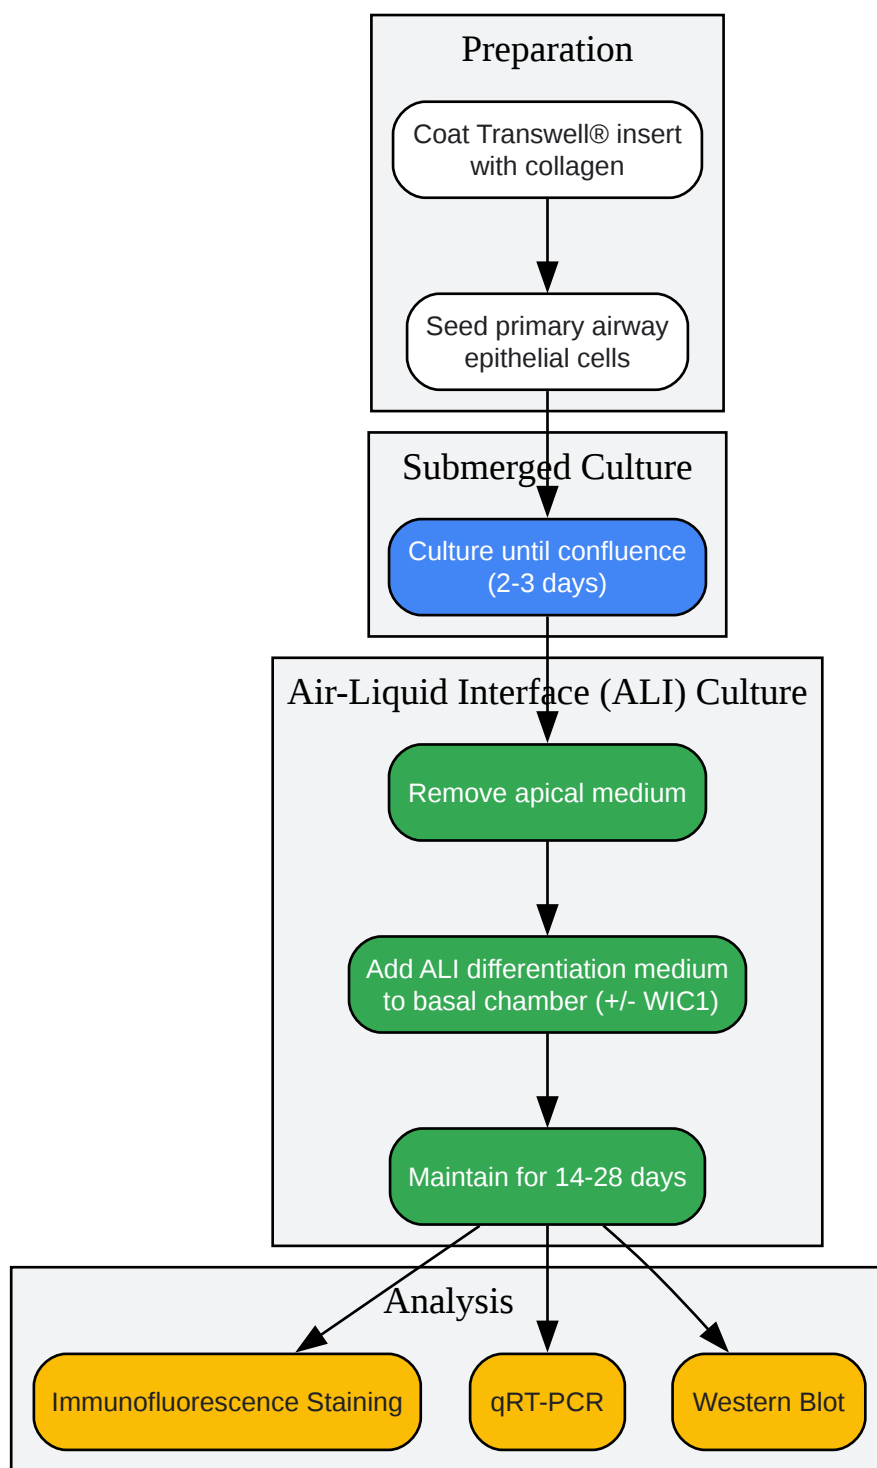 Preparation
Coat Transwell® insert
with collagen
Seed primary airway
epithelial cells
Submerged Culture
Culture until confluence
(2-3 days)
Air-Liquid Interface (ALI) Culture
Remove apical medium
Add ALI differentiation medium
to basal chamber (+/- WIC1)
Maintain for 14-28 days
Analysis
Immunofluorescence Staining
qRT-PCR
Western Blot